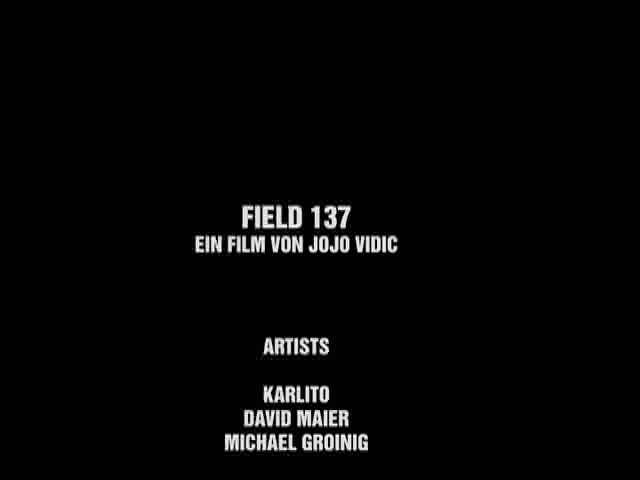 FIELD 137
EIN FILM VON JOJO VIDIC
ARTISTS
KARLITO
DAVID MAIER
MICHAEL GROINIG